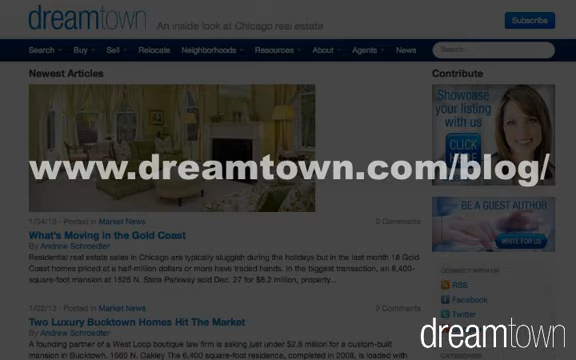 dreamtown An inside look at Chicago real estate
Subscribe
Search Buy Sell Relocate Neighborhoods Resources About Agents News
Search
Newest Articles
Contribute
Showcase your listing with us
CLICK
www.dreamtown.com/blog/
1/04/13 - Posted in Market News 0 Comments
What's Moving in the Gold Coast
By Andrew Schroedter
Residential real estate sales in Chicago are typically sluggish during the holidays but in the last month 16 Gold
Coast homes priced at a half-million dollars or more have traded hands. In the biggest transaction, an 8,400-
square-foot mansion at 1525 N. State Parkway sold Dec. 27 for $6.2 million, property...
BE A GUEST AUTHOR
WRITE FOR US
CONNECT WITH US
RSS
Facebook
Twitter
1/02/13 - Posted in Market News 0 Comments
Two Luxury Bucktown Homes Hit The Market
By Andrew Schroedter
A founding partner of a West Loop boutique law firm is asking just under $2.6 million for a custom-built
mansion in Bucktown. 1660 N. Oakley The 6,400-square-foot residence, completed in 2008, is loaded with
dreamtown